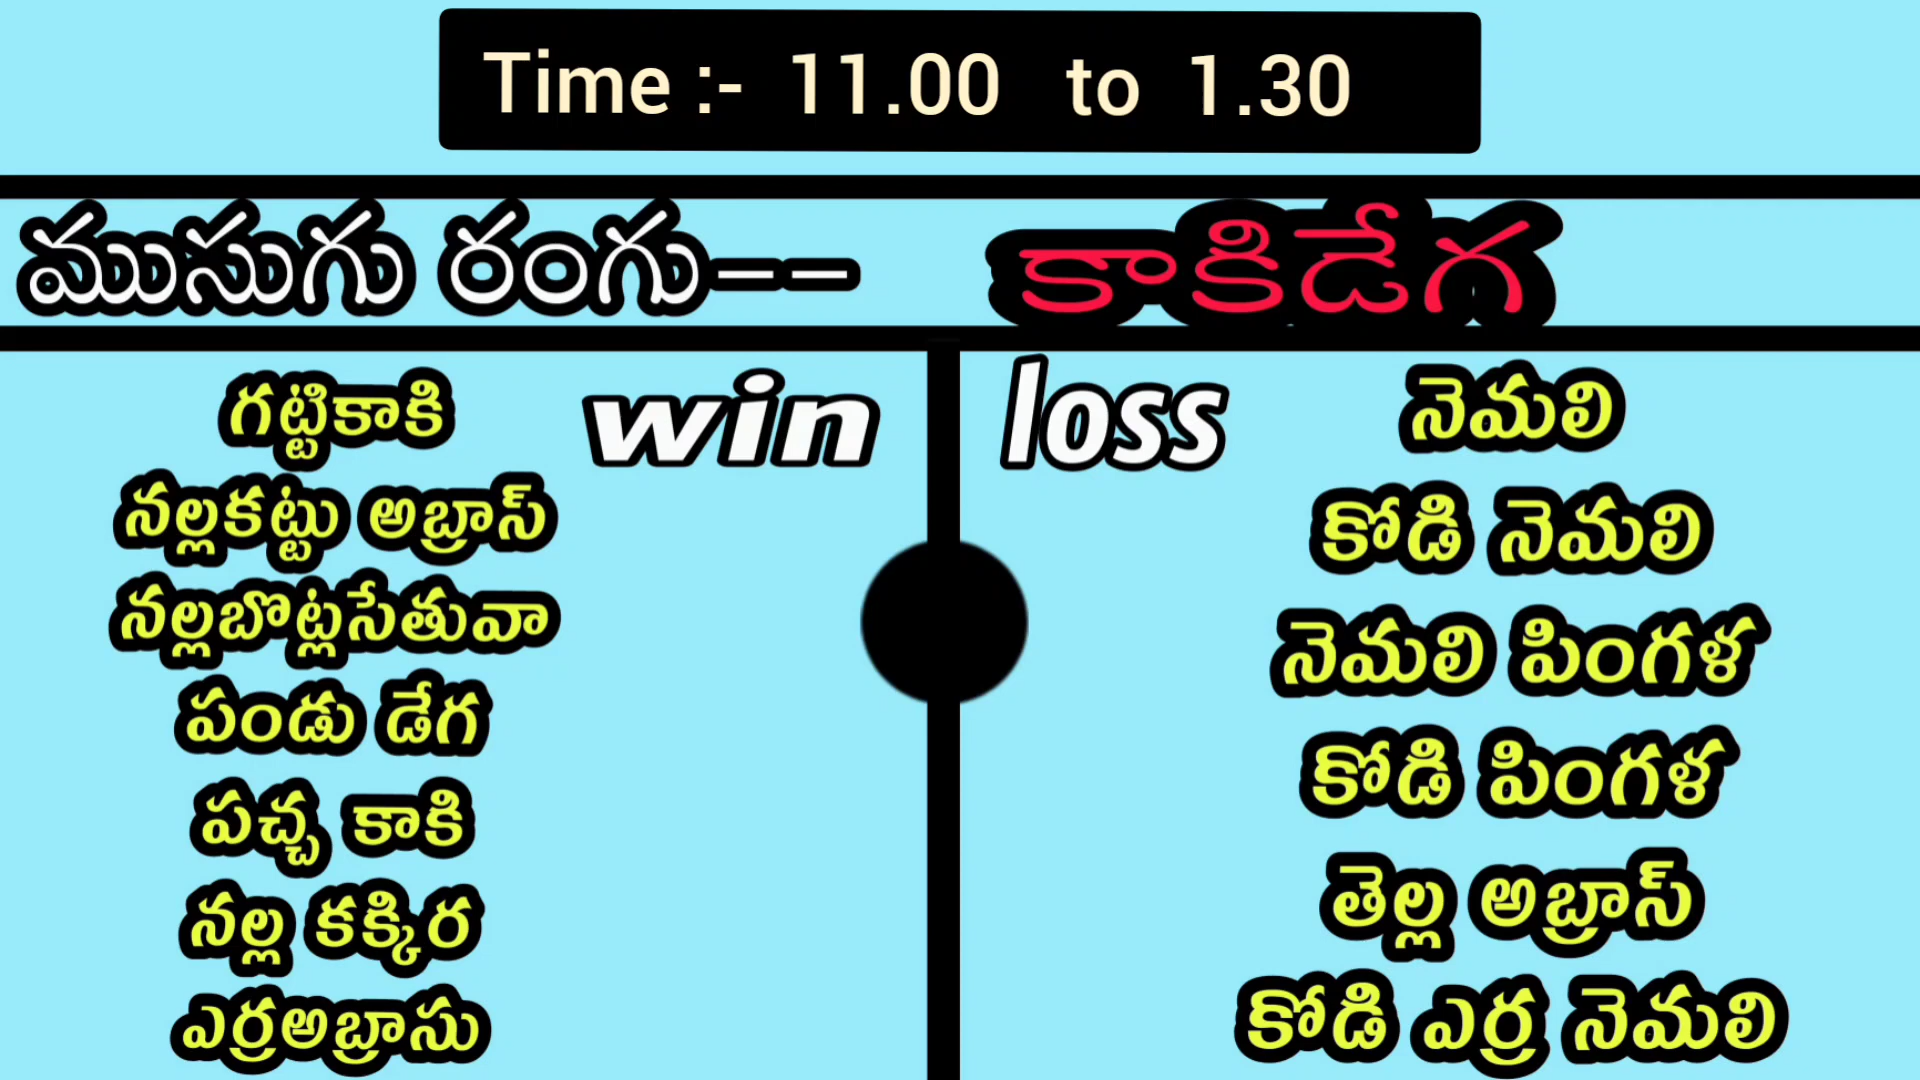 Time :- 11.00 to 1.30
ముసుగు రంగు-- కాకిడేగ
win
గట్టికాకి
నల్లకట్టు అబ్రాస్
నల్లబొట్లసేతువా
పండు డేగ
పచ్చ కాకి
నల్ల కక్కిర
ఎర్రఅబ్రాసు
loss
నెమలి
కోడి నెమలి
నెమలి పింగళ
కోడి పింగళ
తెల్ల అబ్రాస్
కోడి ఎర్ర నెమలి